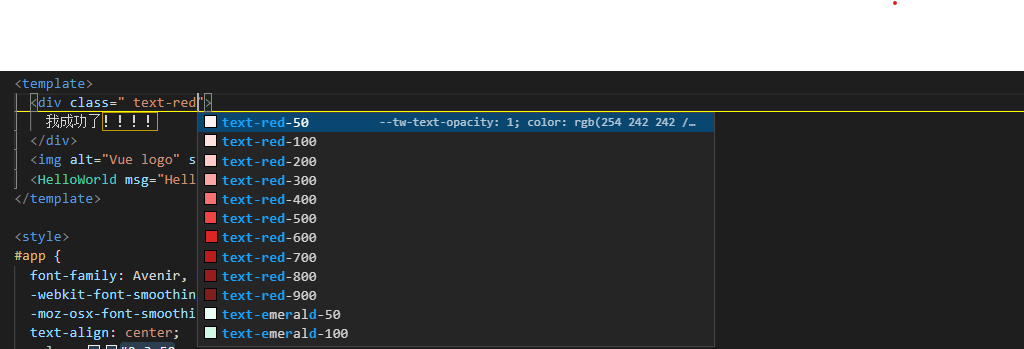 <template>
<div class=" text-red">
我成功了！！！！
</div>
<img alt="Vue logo" s
<HelloWorld msg="Hell
</template>
<style>
#app {
font-family: Avenir,
-webkit-font-smoothin
-moz-osx-font-smoothi
text-align: center;
text-red-50 --tw-text-opacity: 1; color: rgb(254 242 242 /…
text-red-100
text-red-200
text-red-300
text-red-400
text-red-500
text-red-600
text-red-700
text-red-800
text-red-900
text-emerald-50
text-emerald-100